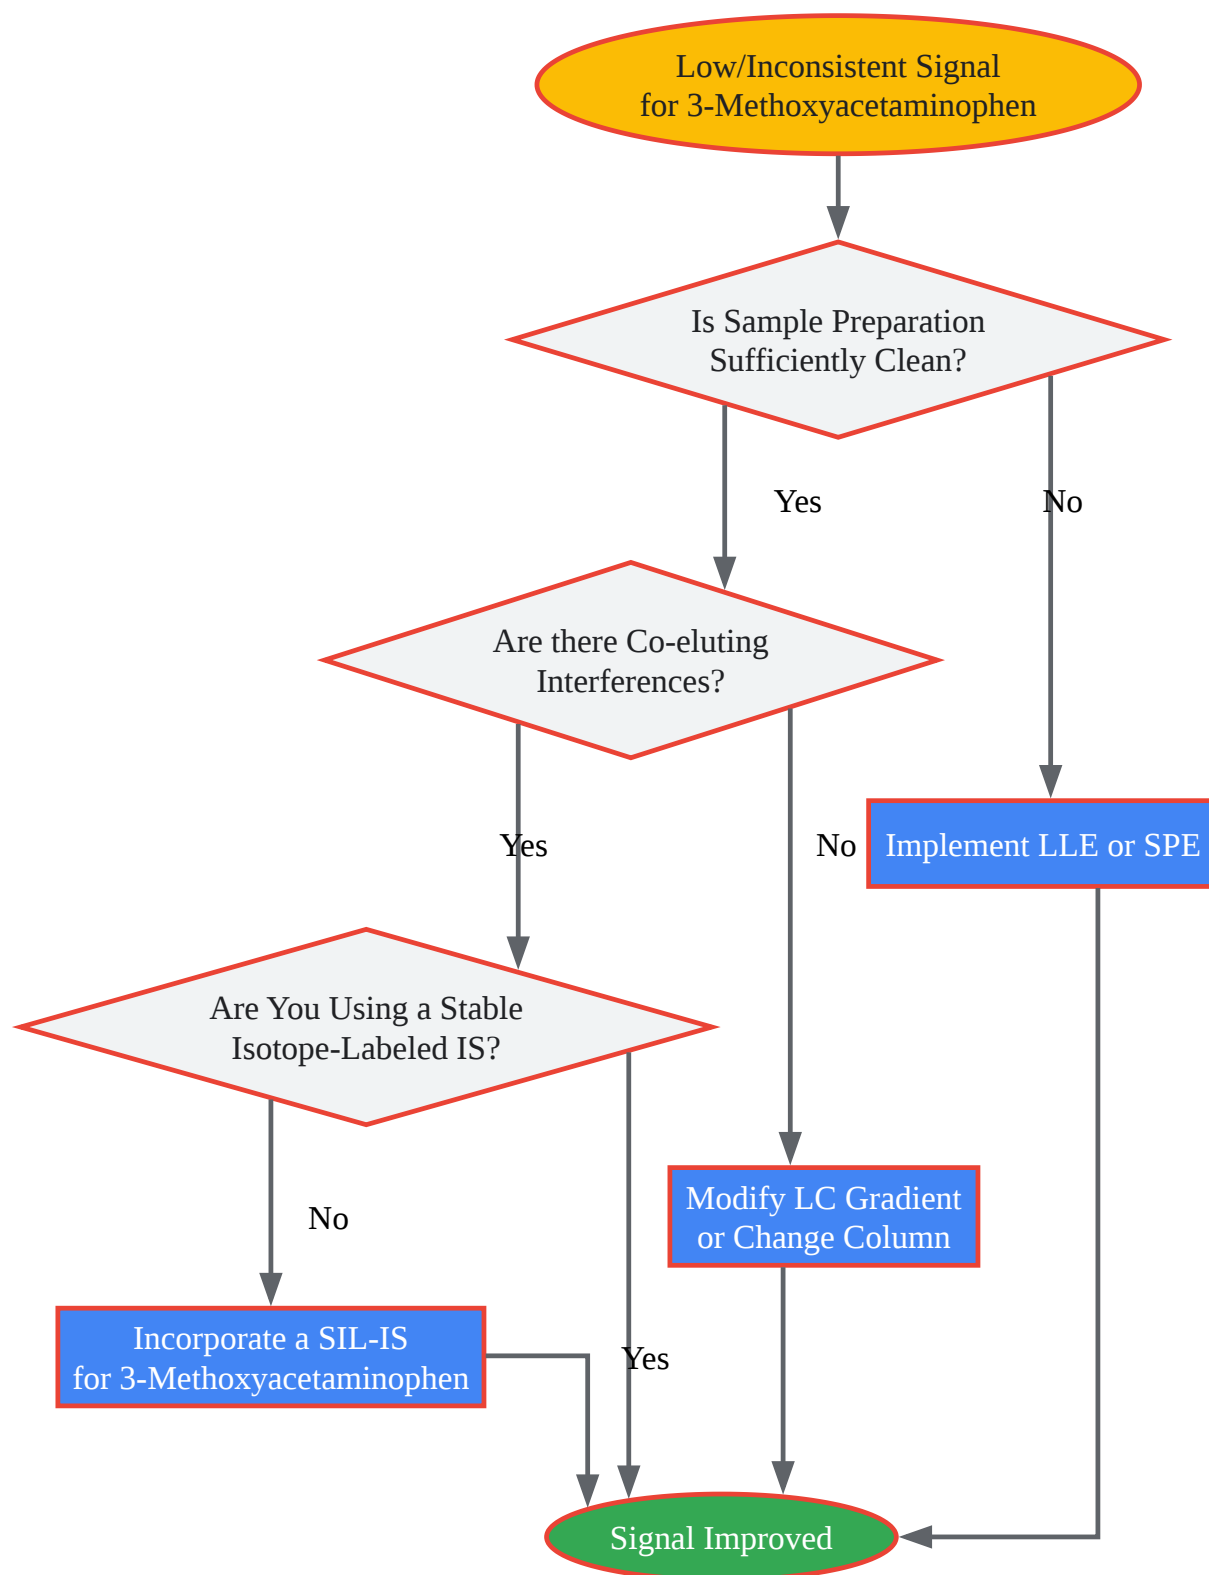 Low/Inconsistent Signal
for 3-Methoxyacetaminophen
Is Sample Preparation
Sufficiently Clean?
Yes
No
Are there Co-eluting
Interferences?
Yes
No
Implement LLE or SPE
Are You Using a Stable
Isotope-Labeled IS?
No
Modify LC Gradient
or Change Column
Incorporate a SIL-IS
for 3-Methoxyacetaminophen
Yes
Signal Improved